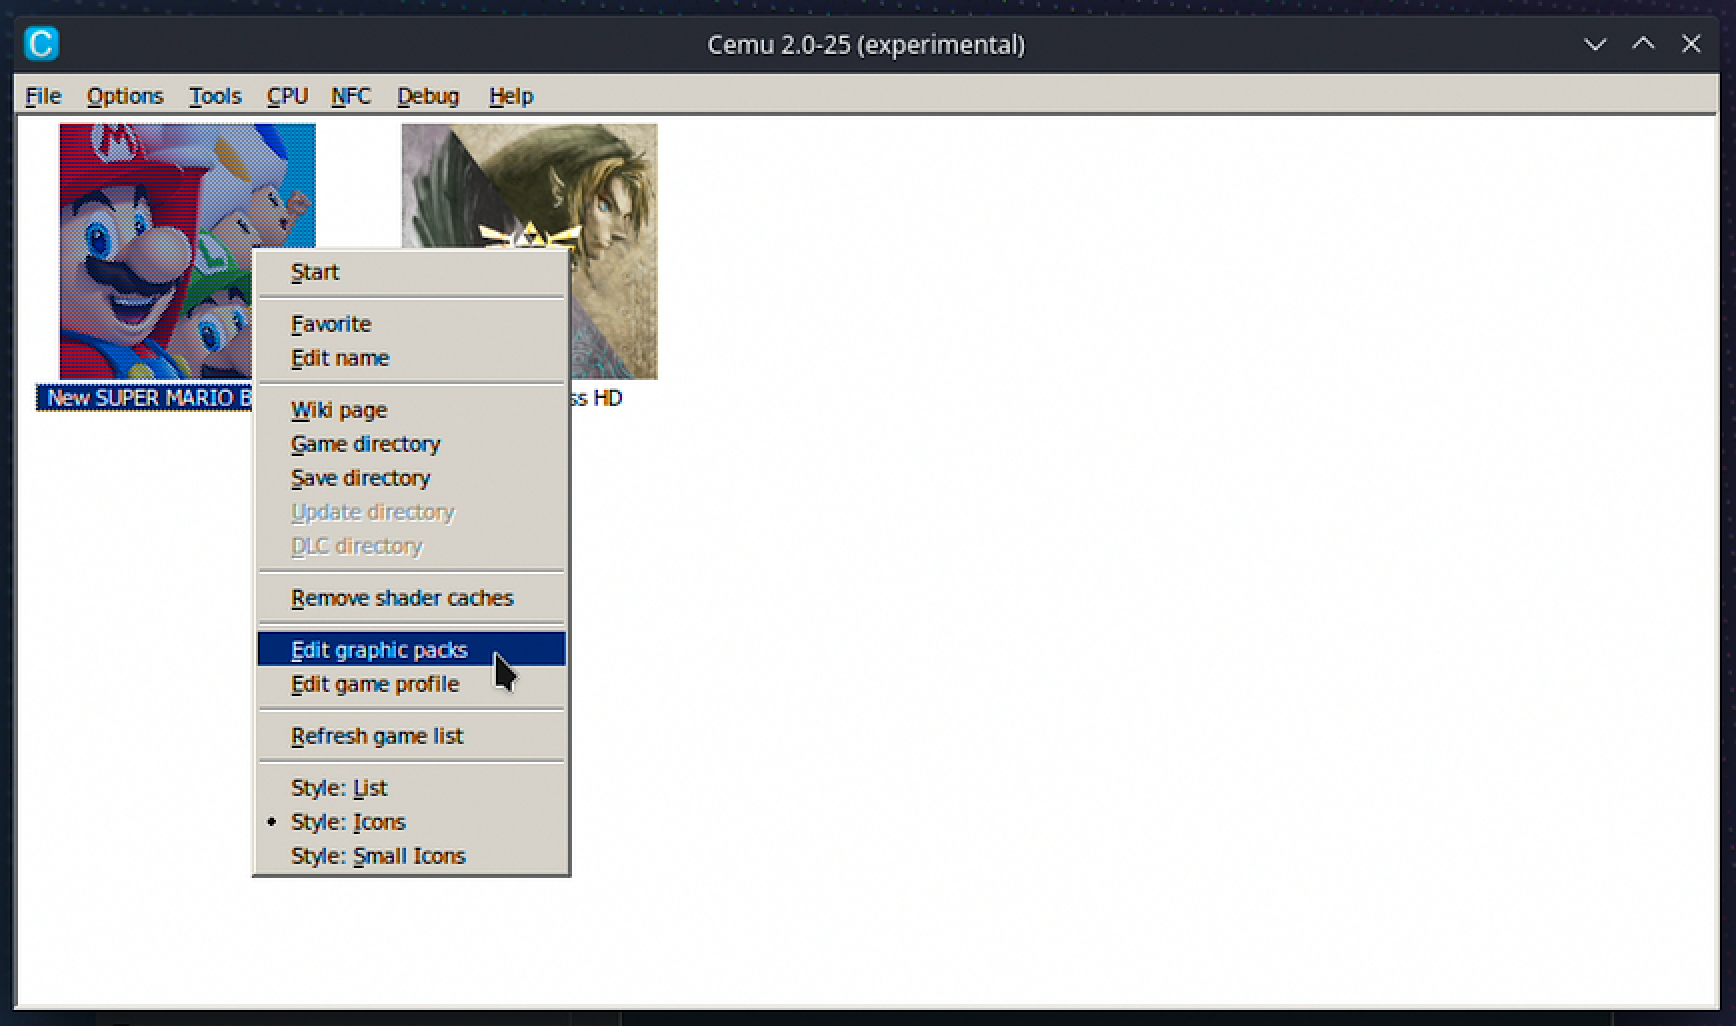 C
Cemu 2.0-25 (experimental)
File Options Tools CPU NFC Debug Help
M
L
New SUPER MARIO B
ss HD
Start
Favorite
Edit name
Wiki page
Game directory
Save directory
Update directory
DLC directory
Remove shader caches
Edit graphic packs
Edit game profile
Refresh game list
Style: List
• Style: Icons
Style: Small Icons